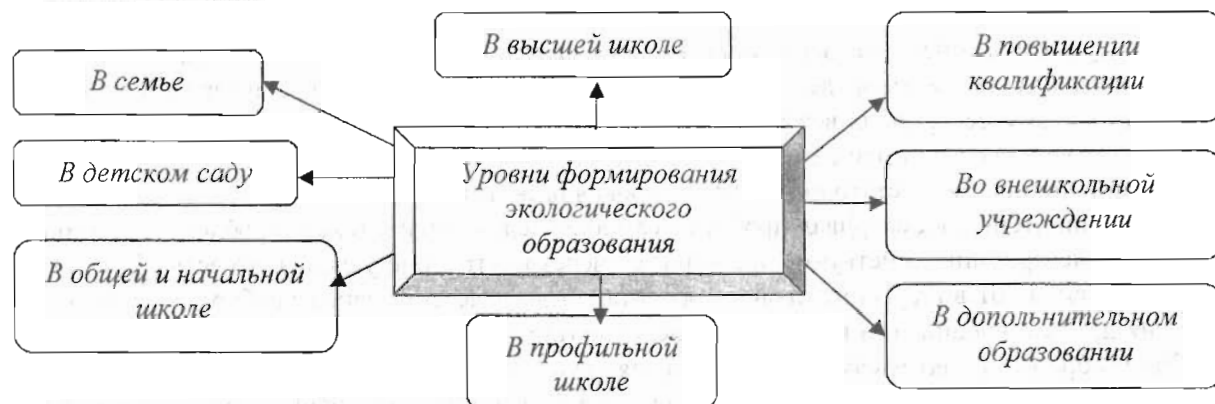 В высшей школе
В повышении
квалификации
В семье
В детском саду
Уровни формирования
экологического
образования
Во внешкольной
учреждении
В общей и начальной
школе
В профильной
школе
В дополнительном
образовании